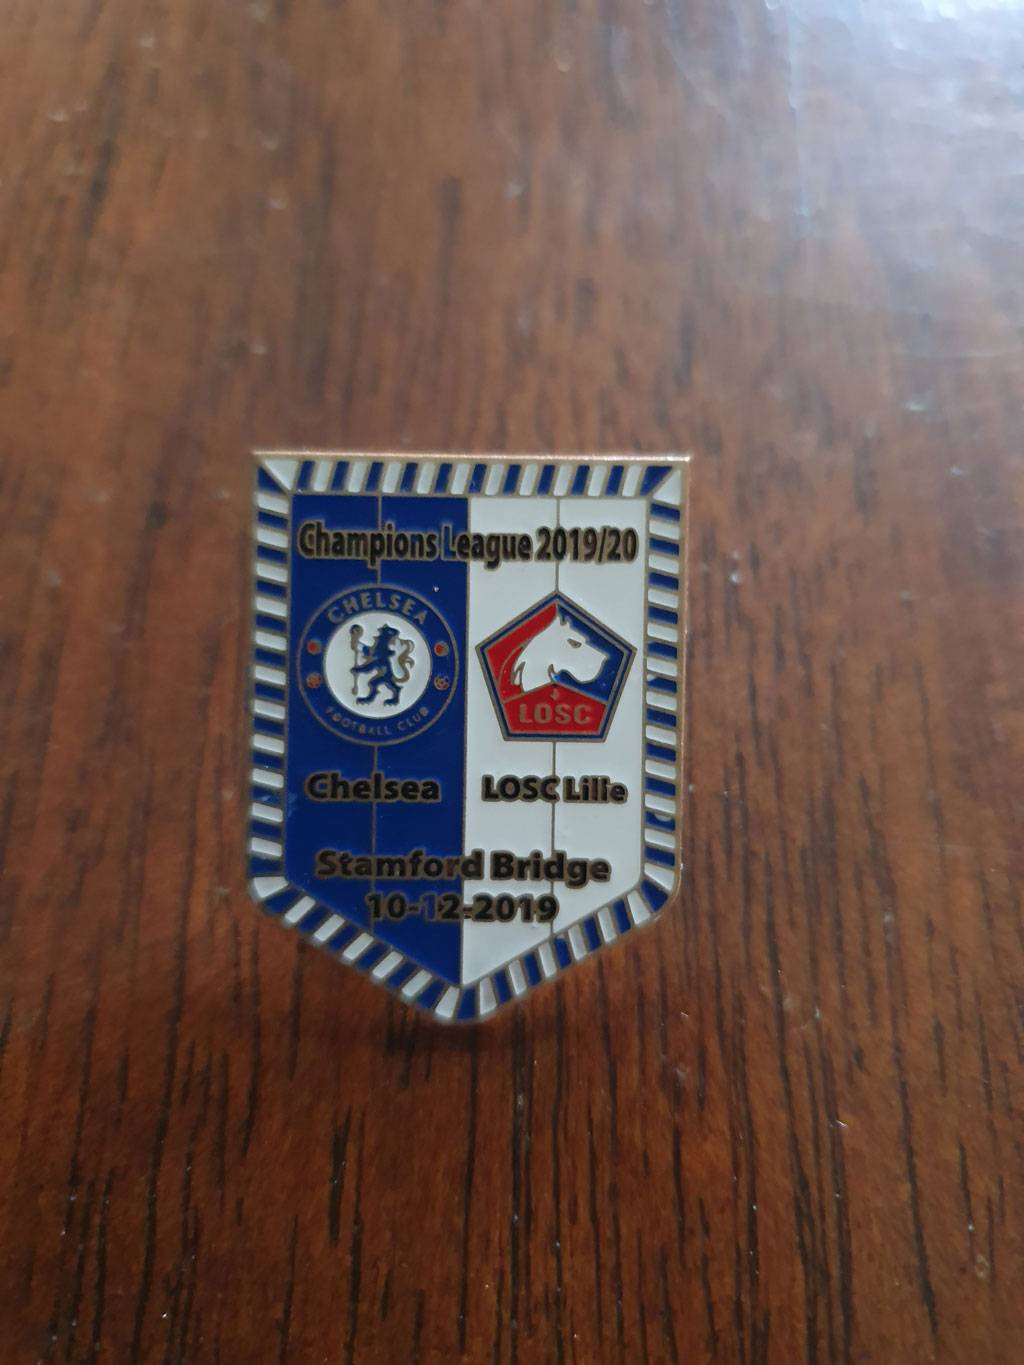 Champions League 2019/20
CHELSEA
FOOTBALL CLUB
LOSC
Chelsea LOSC Lille
Stamford Bridge
10-12-2019